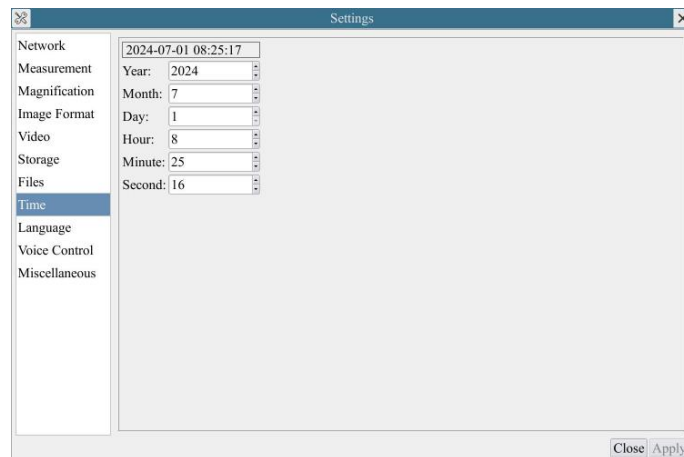 Settings
Network
Measurement
Magnification
Image Format
Video
Storage
Files
Time
Language
Voice Control
Miscellaneous
2024-07-01 08:25:17
Year: 2024
Month: 7
Day: 1
Hour: 8
Minute: 25
Second: 16
Close Apply